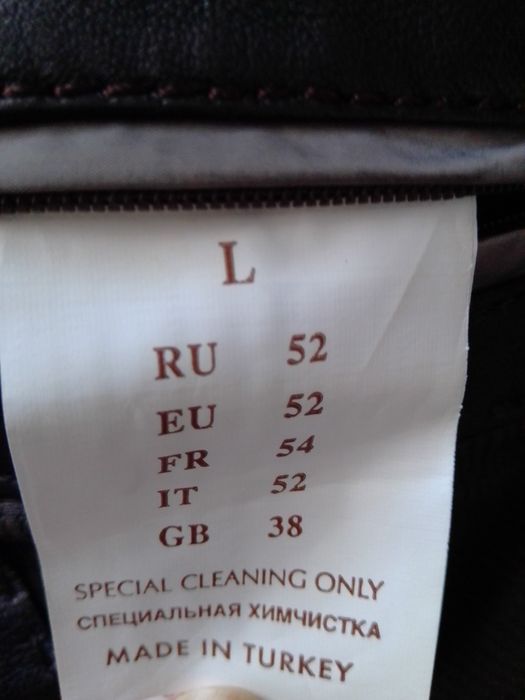 L
RU 52
EU 52
FR 54
IT 52
GB 38
SPECIAL CLEANING ONLY
СПЕЦИАЛЬНАЯ ХИМЧИСТКА
MADE IN TURKEY